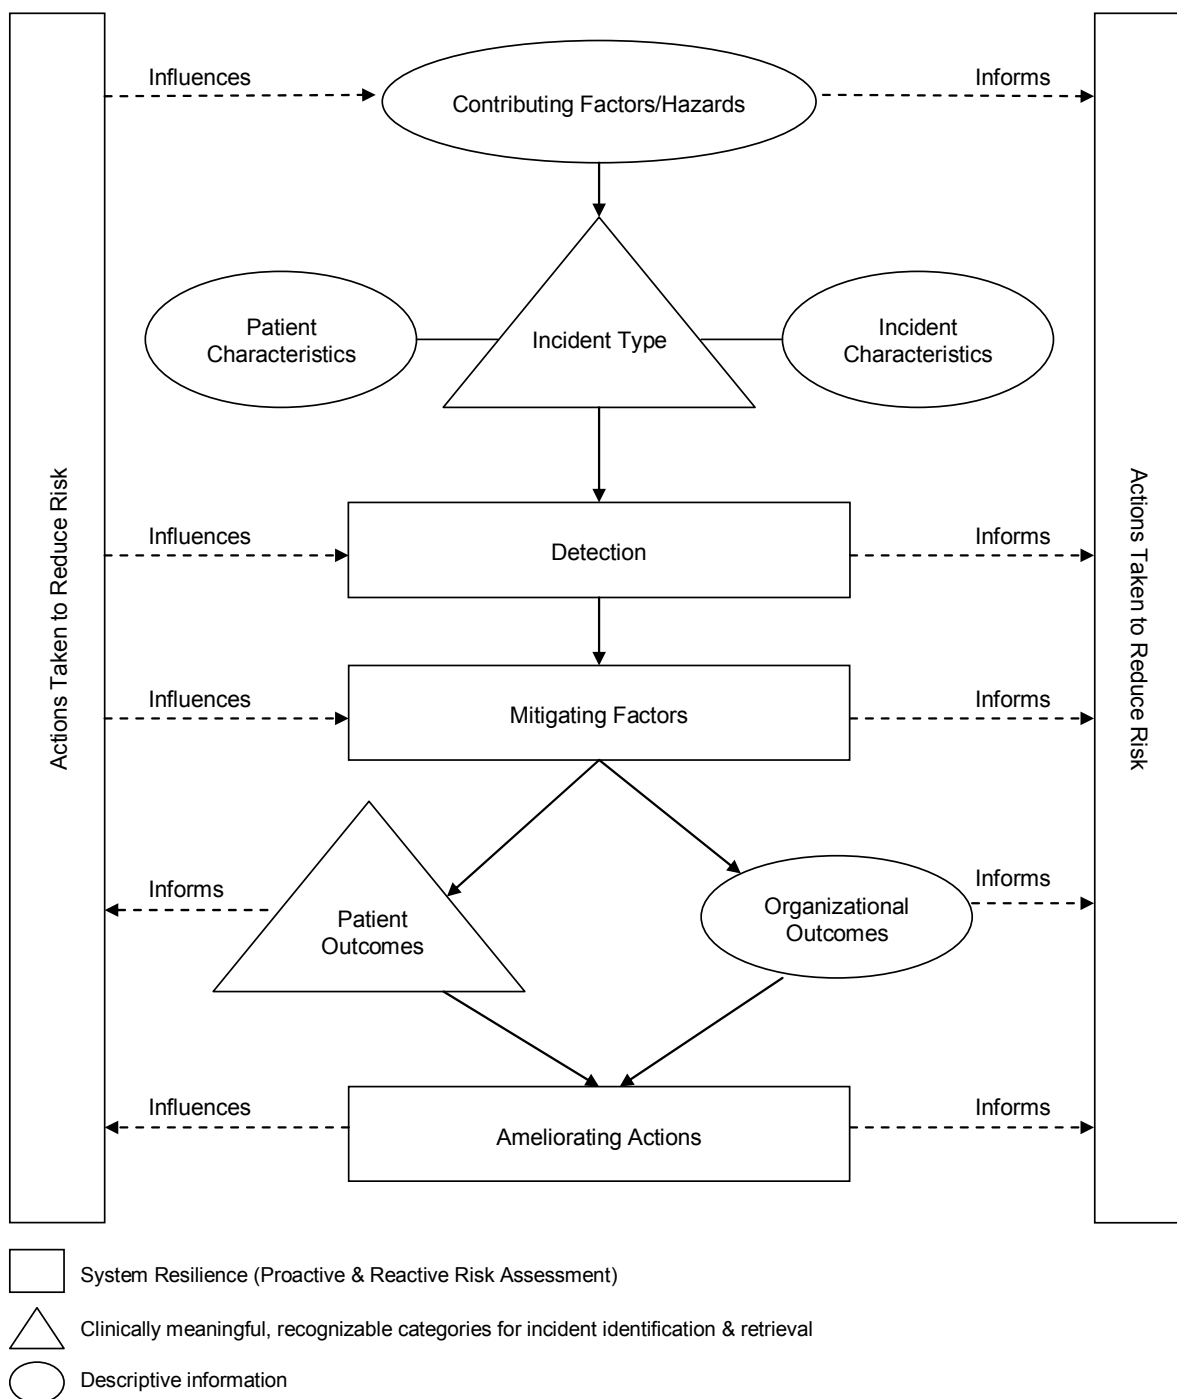 Influences
Informs
Contributing Factors/Hazards
Patient
Characteristics
Incident Type
Incident
Characteristics
Actions Taken to Reduce Risk
Actions Taken to Reduce Risk
Influences
Detection
Informs
Influences
Mitigating Factors
Informs
Informs
Patient
Outcomes
Organizational
Outcomes
Informs
Influences
Ameliorating Actions
Informs
System Resilience (Proactive & Reactive Risk Assessment)
Clinically meaningful, recognizable categories for incident identification & retrieval
Descriptive information